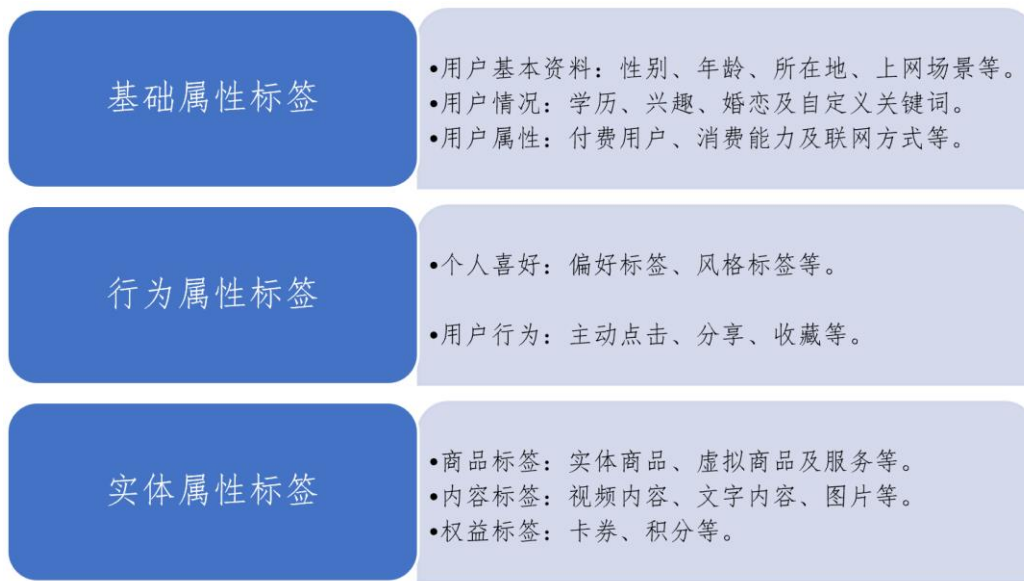 基础属性标签
•用户基本资料：性别、年龄、所在地、上网场景等。
•用户情况：学历、兴趣、婚恋及自定义关键词。
•用户属性：付费用户、消费能力及联网方式等。
行为属性标签
•个人喜好：偏好标签、风格标签等。
•用户行为：主动点击、分享、收藏等。
实体属性标签
•商品标签：实体商品、虚拟商品及服务等。
•内容标签：视频内容、文字内容、图片等。
•权益标签：卡券、积分等。